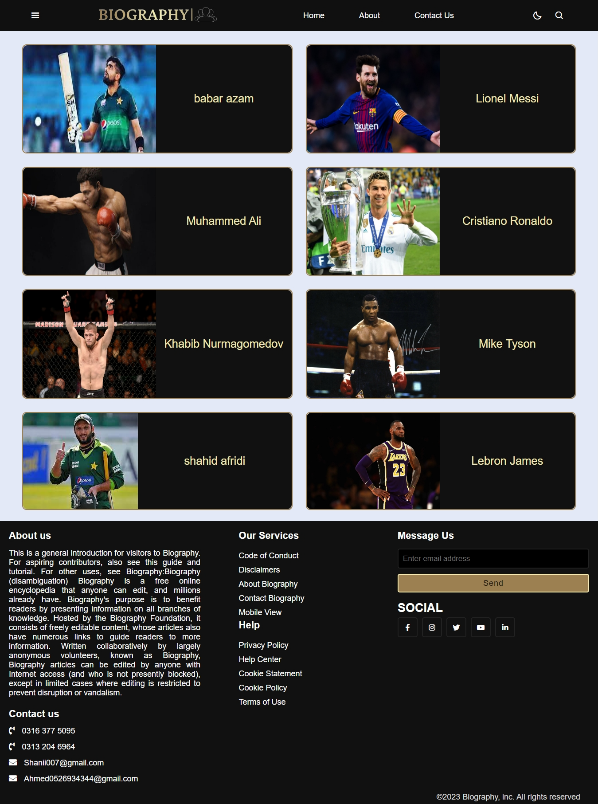 BIOGRAPHY|
Home
About
Contact Us
babar azam
Lionel Messi
Muhammed Ali
Cristiano Ronaldo
Khabib Nurmagomedov
Mike Tyson
shahid afridi
Lebron James
23
About us
This is a general introduction for visitors to Biography.
For aspiring contributors, also see this guide and
tutorial. For other uses, see Biography:Biography
(disambiguation) Biography is a free online
encyclopedia that anyone can edit, and millions
already have. Biography's purpose is to benefit
readers by presenting information on all branches of
knowledge. Hosted by the Biography Foundation, it
consists of freely editable content, whose articles also
have numerous links to guide readers to more
information. Written collaboratively by largely
anonymous volunteers, known as Biography,
Biography articles can be edited by anyone with
Internet access (and who is not presently blocked),
except in limited cases where editing is restricted to
prevent disruption or vandalism.
Contact us
0316 377 5095
0313 204 6964
Shanii007@gmail.com
Ahmed0526934344@gmail.com
Our Services
Code of Conduct
Disclaimers
About Biography
Contact Biography
Mobile View
Help
Privacy Policy
Help Center
Cookie Statement
Cookie Policy
Terms of Use
Message Us
Enter email address
Send
SOCIAL
©2023 Biography, inc. All rights reserved